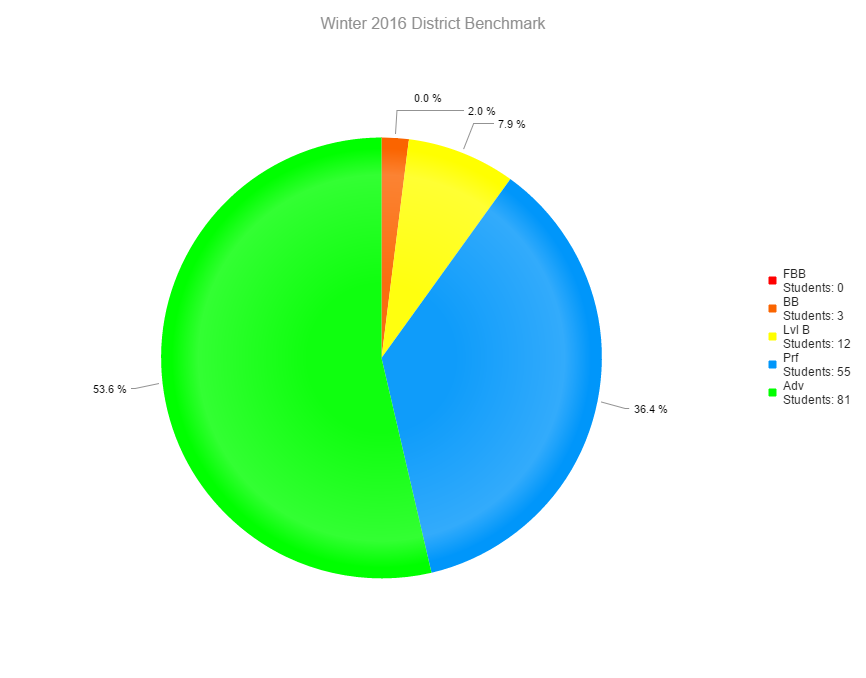 Winter 2016 District Benchmark
0.0 %
2.0 %
7.9 %
36.4 %
53.6 %
FBB
Students: 0
BB
Students: 3
Lvl B
Students: 12
Prf
Students: 55
Adv
Students: 81